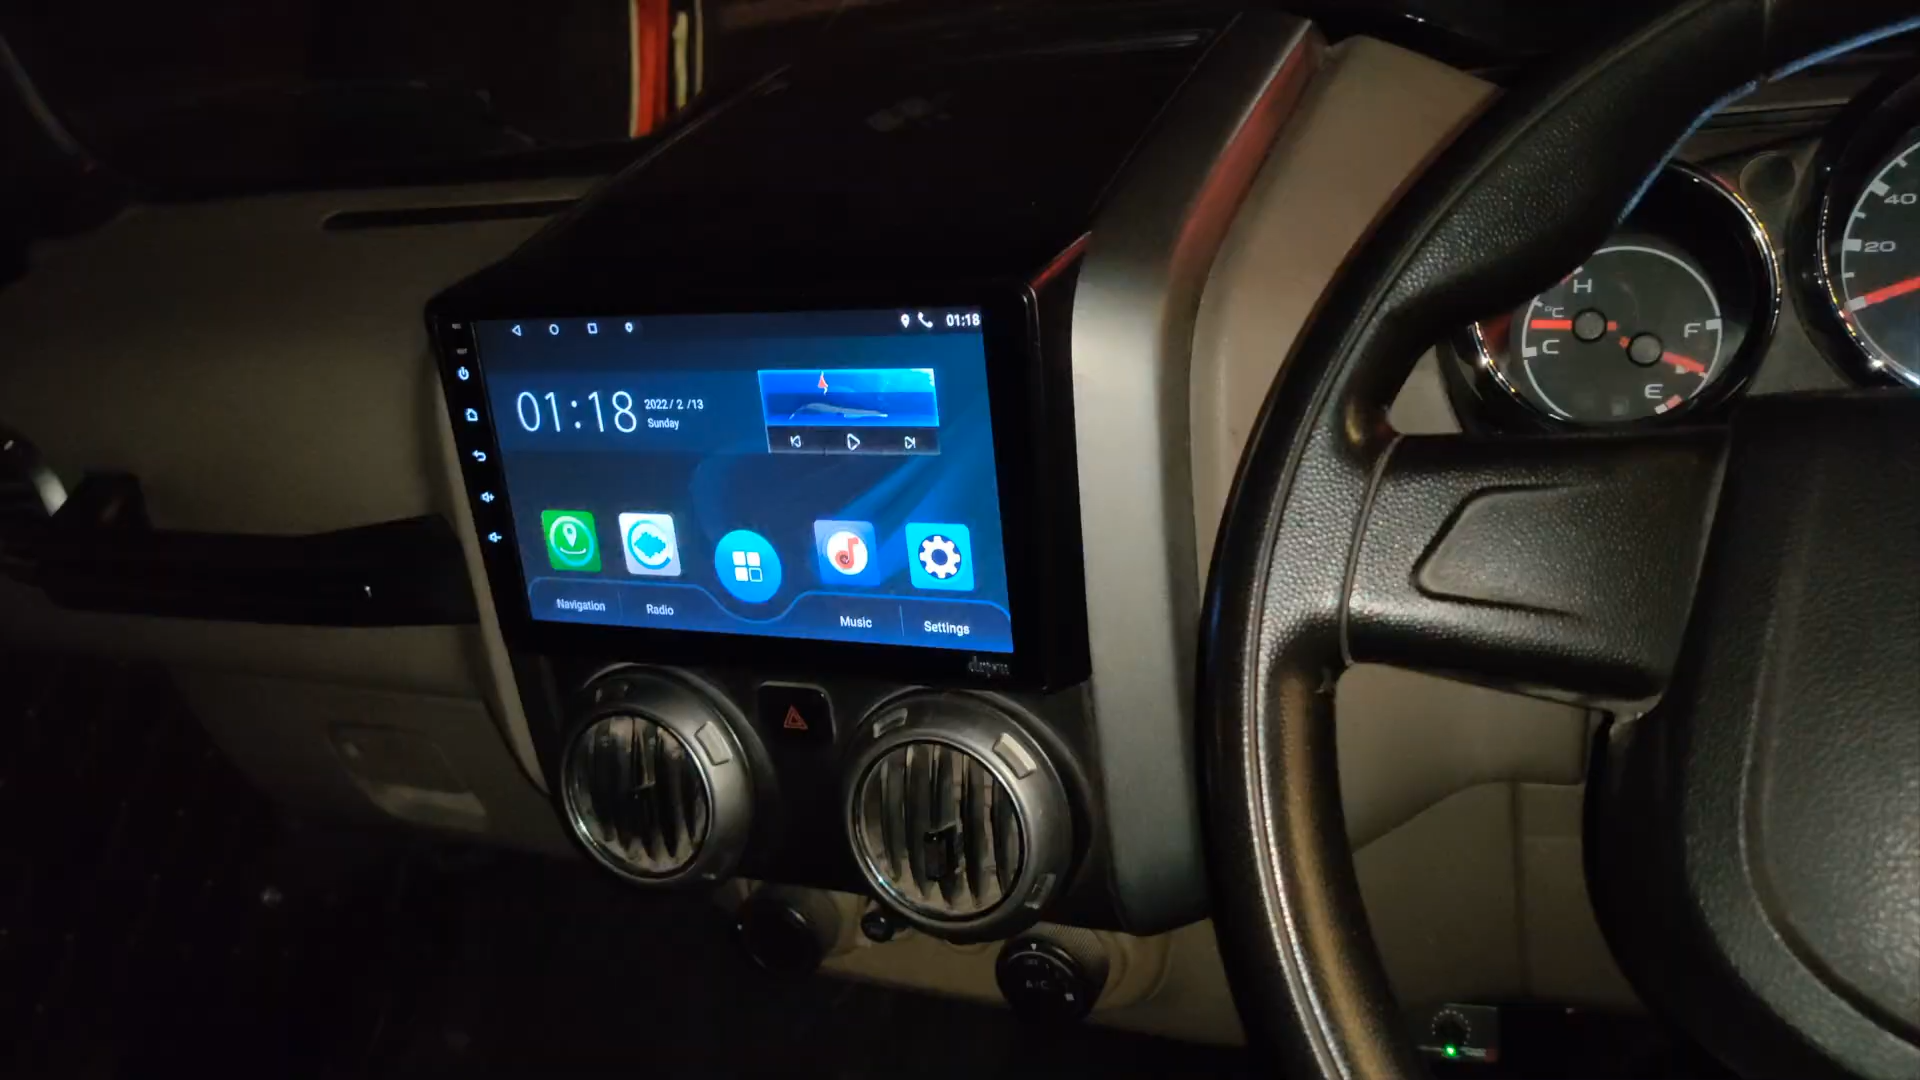 01:18
01:18
2022/ 2 /13
Sunday
Navigation
Radio
Music
Settings
H
°C
C
F
E
40
20
A/C